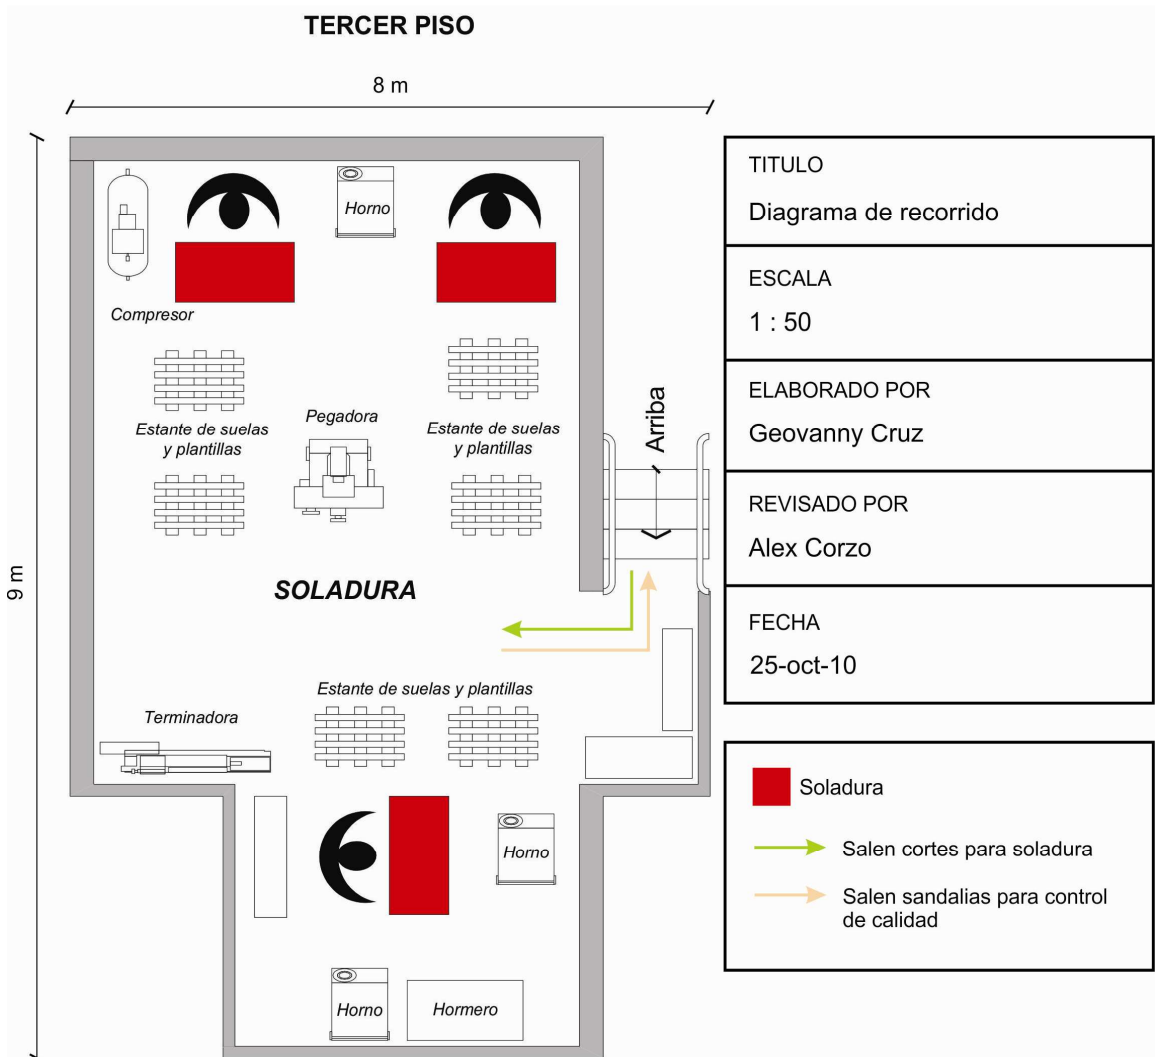 TERCER PISO
8 m
9 m
Horno
Compresor
Pegadora
Estante de suelas
y plantillas
Estante de suelas
y plantillas
Arriba
SOLADURA
Estante de suelas y plantillas
Terminadora
Horno
Horno
Hormero
TITULO
Diagrama de recorrido
ESCALA
1 : 50
ELABORADO POR
Geovanny Cruz
REVISADO POR
Alex Corzo
FECHA
25-oct-10
Soladura
Salen cortes para soladura
Salen sandalias para control
de calidad